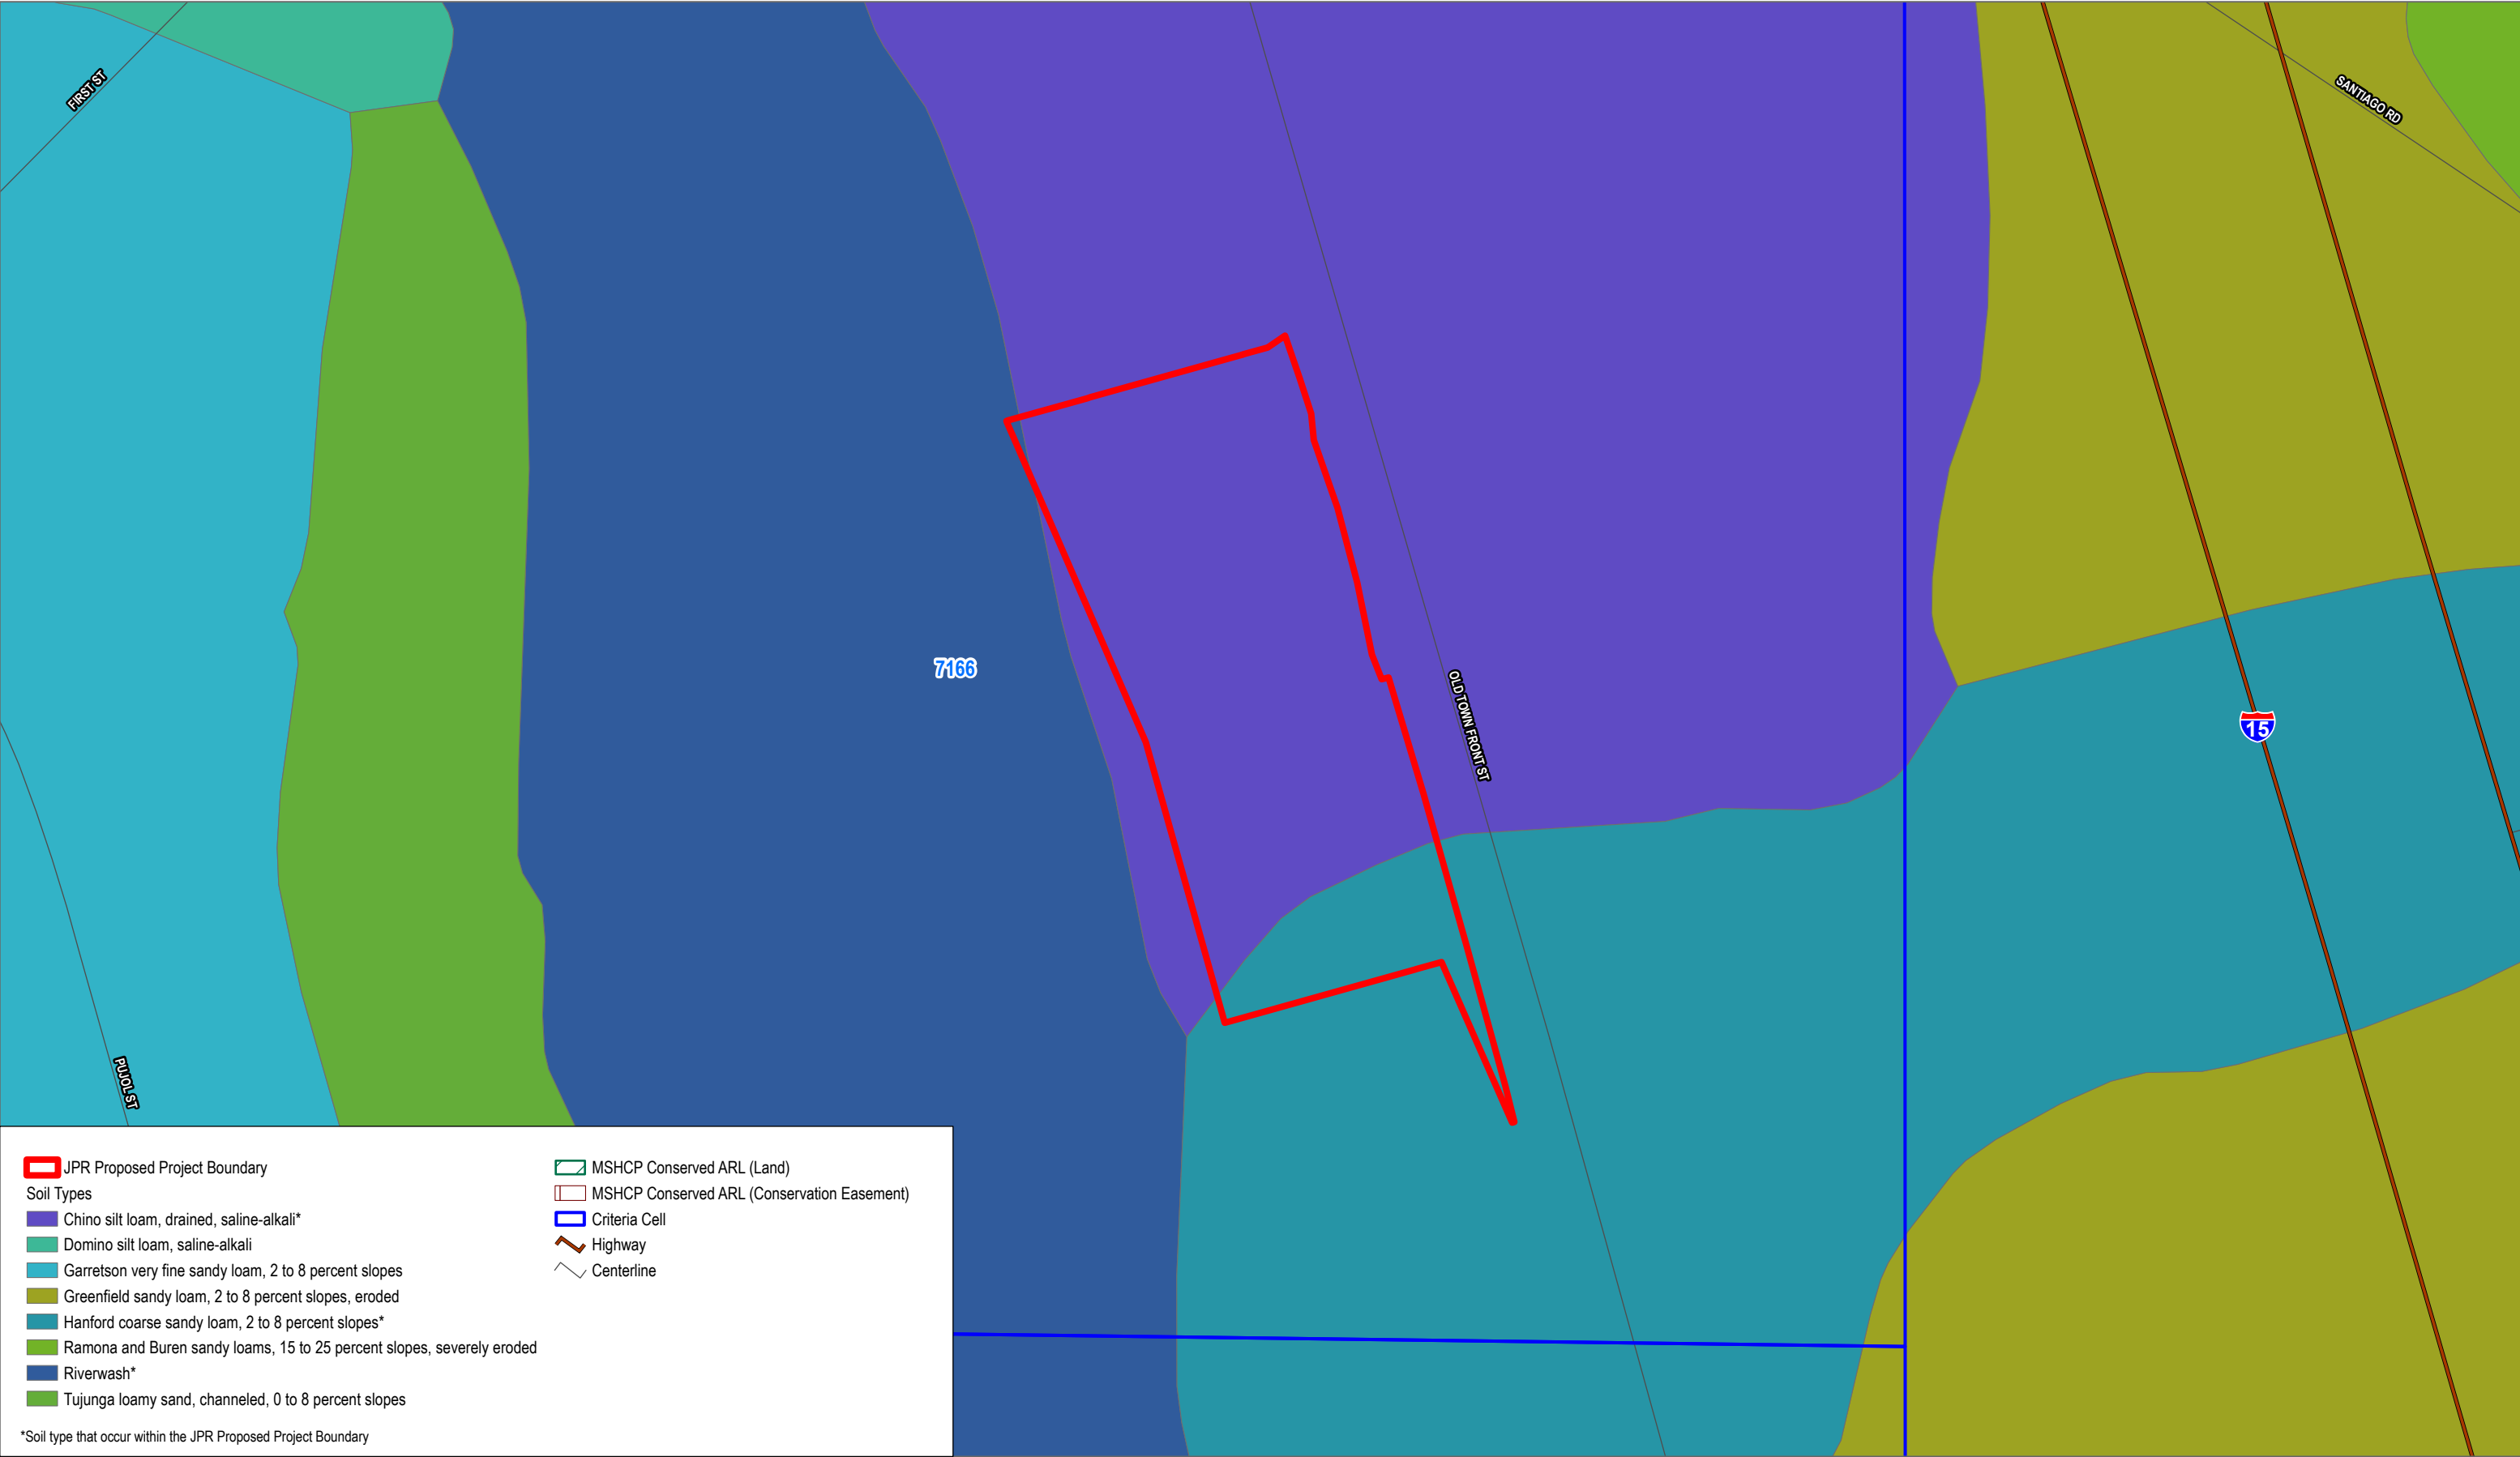 FIRST ST
SANTIAGO RD
7166
OLD TOWN FRONT ST
15
PUJOL ST
JPR Proposed Project Boundary
Soil Types
Chino silt loam, drained, saline-alkali*
Domino silt loam, saline-alkali
Garretson very fine sandy loam, 2 to 8 percent slopes
Greenfield sandy loam, 2 to 8 percent slopes, eroded
Hanford coarse sandy loam, 2 to 8 percent slopes*
Ramona and Buren sandy loams, 15 to 25 percent slopes, severely eroded
Riverwash*
Tujunga loamy sand, channeled, 0 to 8 percent slopes
MSHCP Conserved ARL (Land)
MSHCP Conserved ARL (Conservation Easement)
Criteria Cell
Highway
Centerline
*Soil type that occur within the JPR Proposed Project Boundary